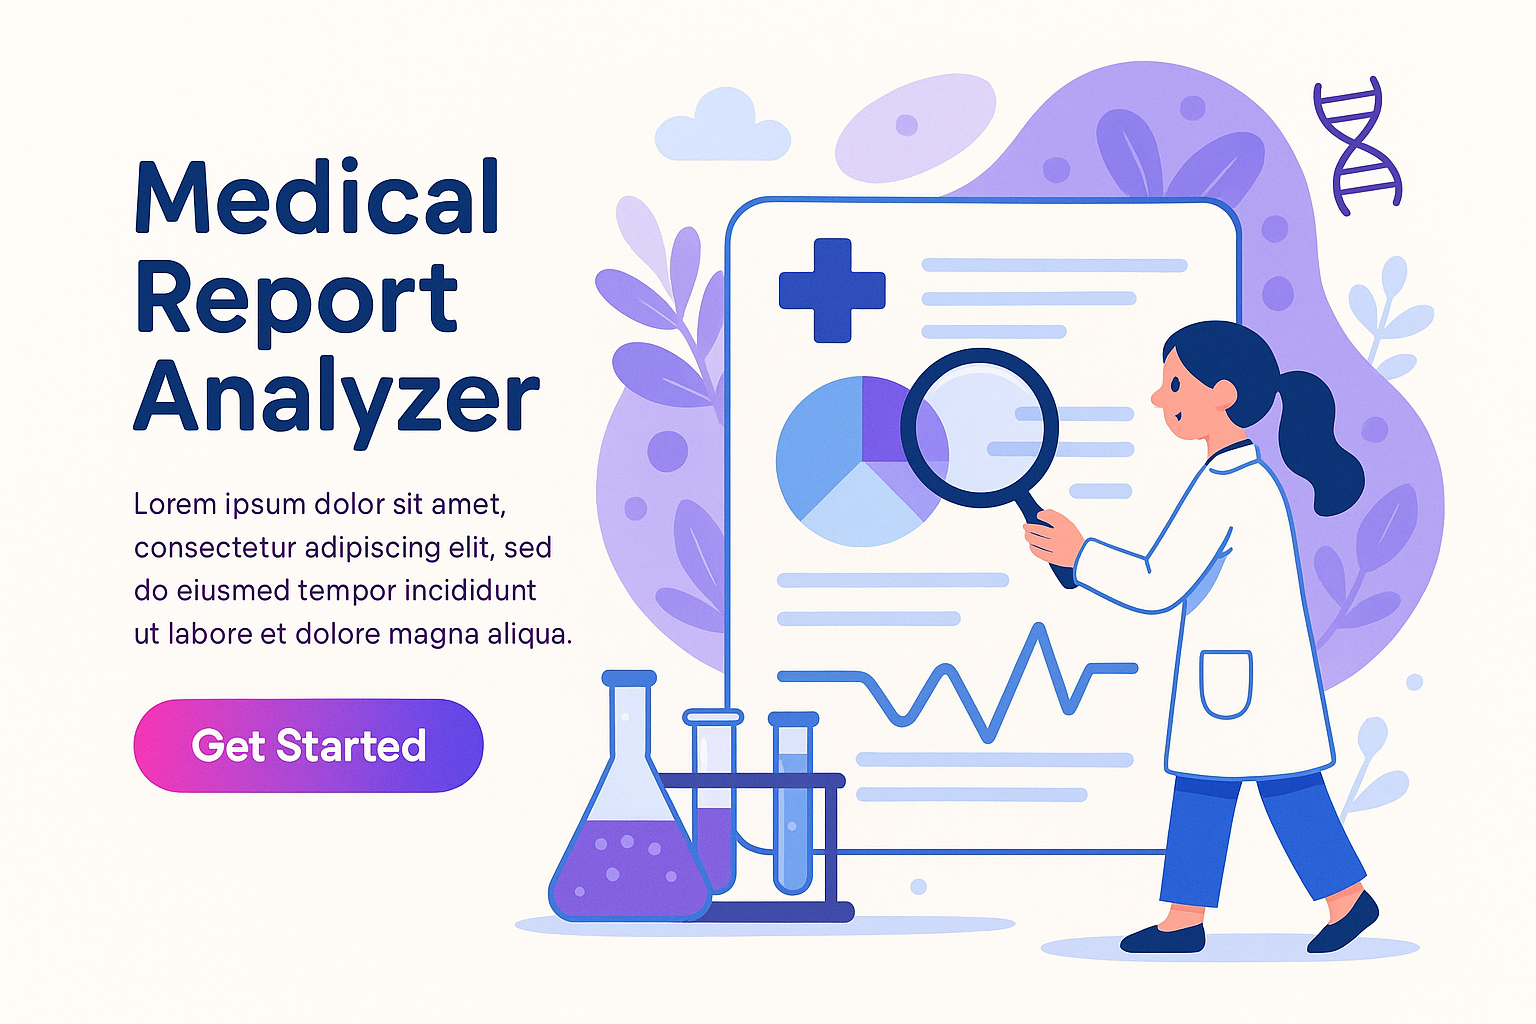 Medical
Report
Analyzer
Lorem ipsum dolor sit amet,
consectetur adipiscing elit, sed
do eiusmed tempor incididunt
ut labore et dolore magna aliqua.
Get Started